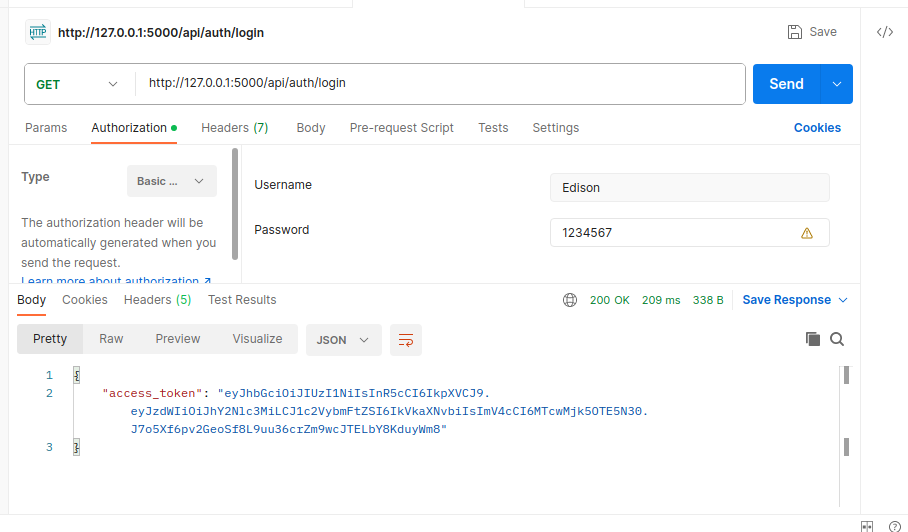 HTTP http://127.0.0.1:5000/api/auth/login Save </>
GET http://127.0.0.1:5000/api/auth/login Send
Params Authorization Headers (7) Body Pre-request Script Tests Settings Cookies
Type Basic ...
The authorization header will be
automatically generated when you
send the request.
Learn more about authorization ↗
Username Edison
Password 1234567
Body Cookies Headers (5) Test Results 200 OK 209 ms 338 B Save Response
Pretty Raw Preview Visualize JSON
1 {
2 "access_token": "eyJhbGciOiJIUzI1NiIsInR5cCI6IkpXVCJ9.
eyJzdWIiOiJhY2Nlc3MiLCJ1c2VybmFtZSI6IkVkaXNvbiIsImV4cCI6MTcwMjk5OTE5N30.
J7o5Xf6pv2GeoSf8L9uu36crZm9wcJTELbY8KduyWm8"
3 }